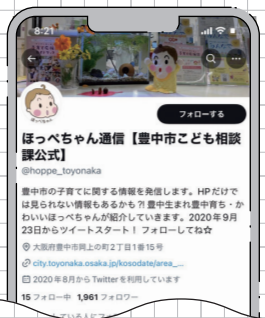 8:21
フォローする
ほっぺちゃん通信【豊中市こども相談
課公式】
@hoppe_toyonaka
豊中市の子育てに関する情報を発信します。HPだけで
は見られない情報もあるかも?! 豊中生まれ豊中育ち・か
わいいほっぺちゃんが紹介していきます。2020年9月
23日からツイートスタート！ フォローしてね☆
大阪府豊中市岡上の町2丁目1番15号
city.toyonaka.osaka.jp/kosodate/area_...
2020年8月からTwitterを利用しています
15 フォロー中 1,961 フォロワー